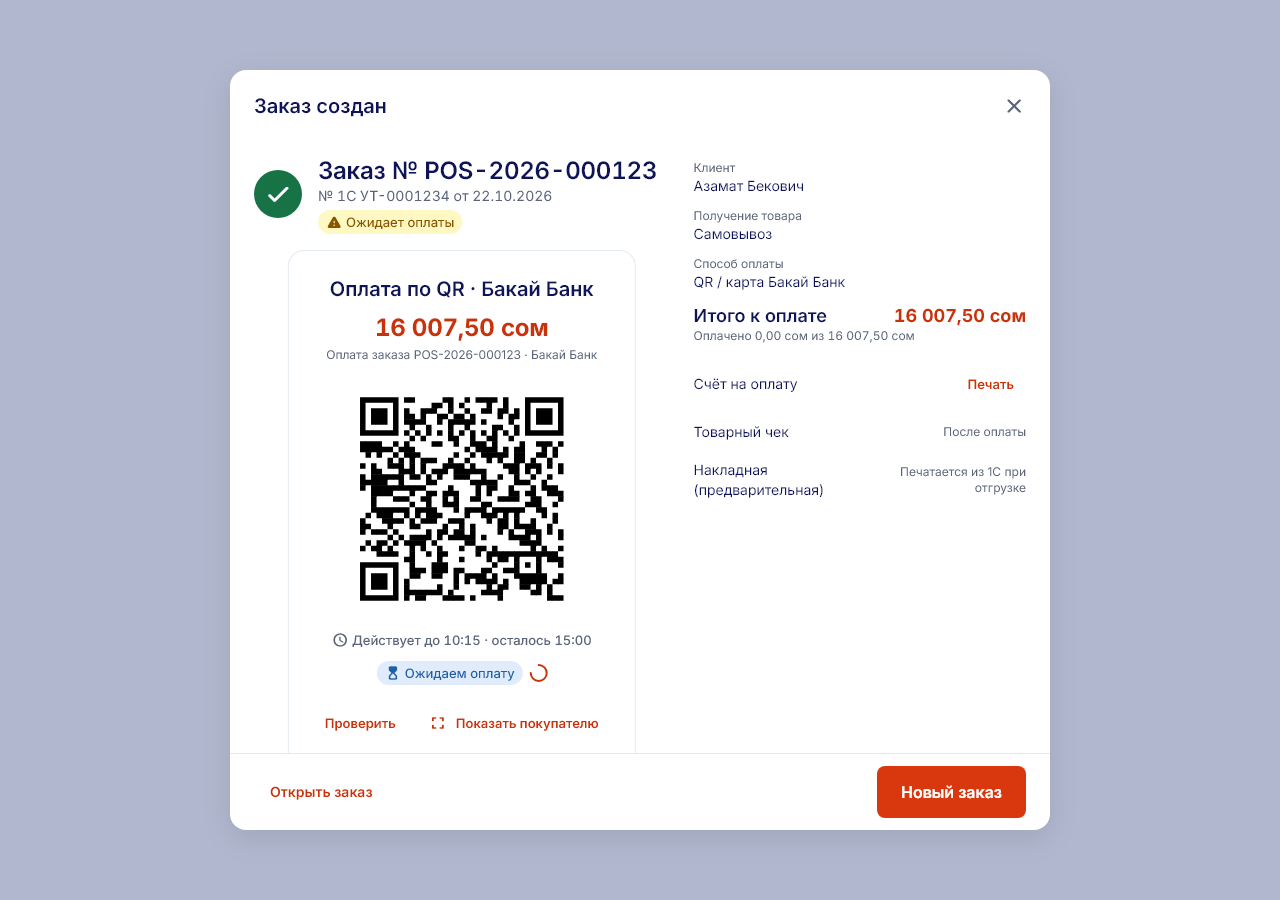 Заказ создан
Заказ № POS-2026-000123
№ 1С УТ-0001234 от 22.10.2026
Ожидает оплаты
Оплата по QR · Бакай Банк
16 007,50 сом
Оплата заказа POS-2026-000123 · Бакай Банк
Действует до 10:15 · осталось 15:00
Ожидаем оплату
Проверить
Показать покупателю
Клиент
Азамат Бекович
Получение товара
Самовывоз
Способ оплаты
QR / карта Бакай Банк
Итого к оплате 16 007,50 сом
Оплачено 0,00 сом из 16 007,50 сом
Счёт на оплату Печать
Товарный чек После оплаты
Накладная
(предварительная)
Печатается из 1С при
отгрузке
Открыть заказ
Новый заказ